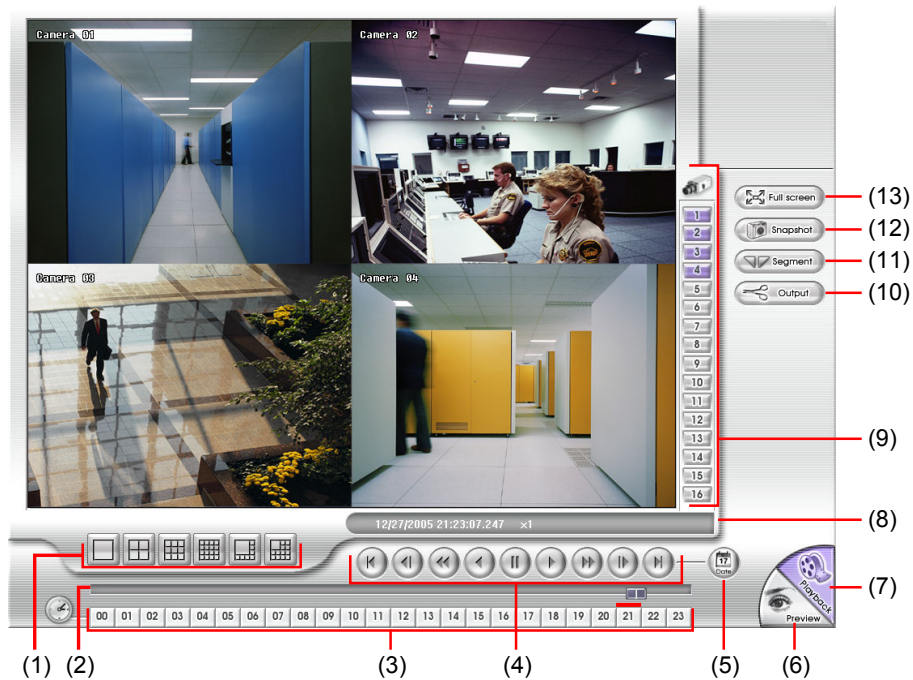 Camera 01
Camera 02
Camera 03
Camera 04
1
2
3
4
5
6
7
8
9
10
11
12
13
14
15
16
Full screen
(13)
Snapshot
(12)
Segment
(11)
Output
(10)
(9)
12/27/2005 21:23:07.247 x1
(8)
17
Date
Playback
(7)
Preview
00 01 02 03 04 05 06 07 08 09 10 11 12 13 14 15 16 17 18 19 20 21 22 23
(1) (2) (3) (4) (5) (6)